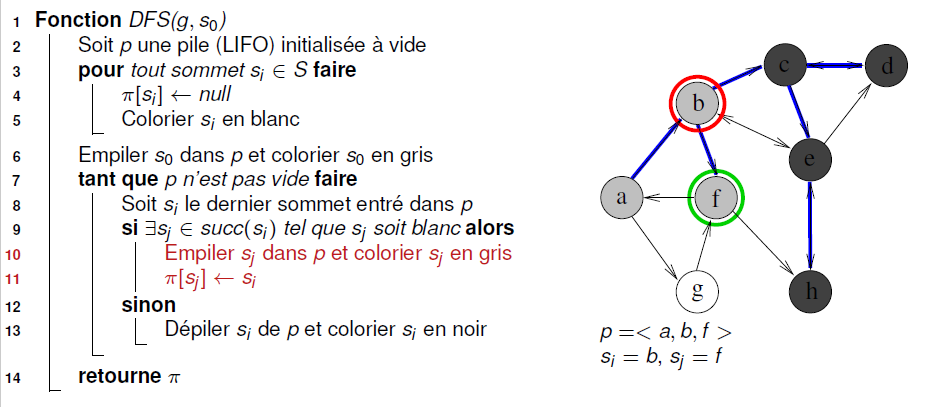 1 Fonction DFS(g, s₀)
2 Soit p une pile (LIFO) initialisée à vide
3 pour tout sommet sᵢ ∈ S faire
4 π[sᵢ] ← null
5 Colorier sᵢ en blanc
6 Empiler s₀ dans p et colorier s₀ en gris
7 tant que p n'est pas vide faire
8 Soit sᵢ le dernier sommet entré dans p
9 si ∃sⱼ ∈ succ(sᵢ) tel que sⱼ soit blanc alors
10 Empiler sⱼ dans p et colorier sⱼ en gris
11 π[sⱼ] ← sᵢ
12 sinon
13 Dépiler sᵢ de p et colorier sᵢ en noir
14 retourne π
c d
b
e
a f
g h
p =< a, b, f >
sᵢ = b, sⱼ = f